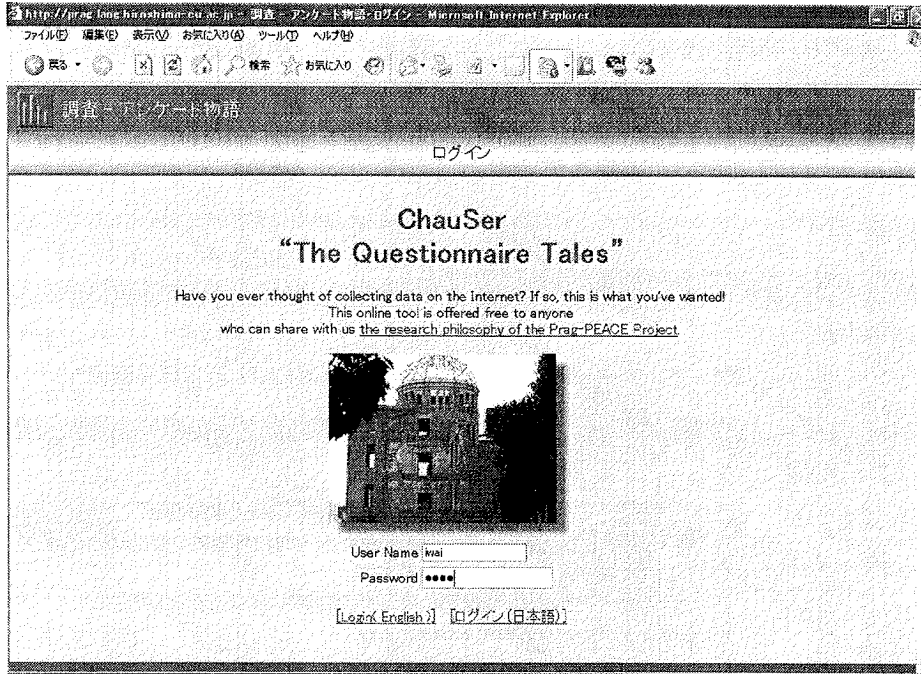 http://prag.lang.hiroshima-cu.ac.jp - 調査 - アンケート物語-ログイン - Microsoft Internet Explorer
ファイル(F) 編集(E) 表示(V) お気に入り(A) ツール(T) ヘルプ(H)
戻る 検索 お気に入り
調査 - アンケート物語
ログイン
ChauSer
“The Questionnaire Tales”
Have you ever thought of collecting data on the Internet? If so, this is what you've wanted!
This online tool is offered free to anyone
who can share with us the research philosophy of the Prag-PEACE Project
User Name iwai
Password ••••
[Login( English )] [ログイン(日本語)]